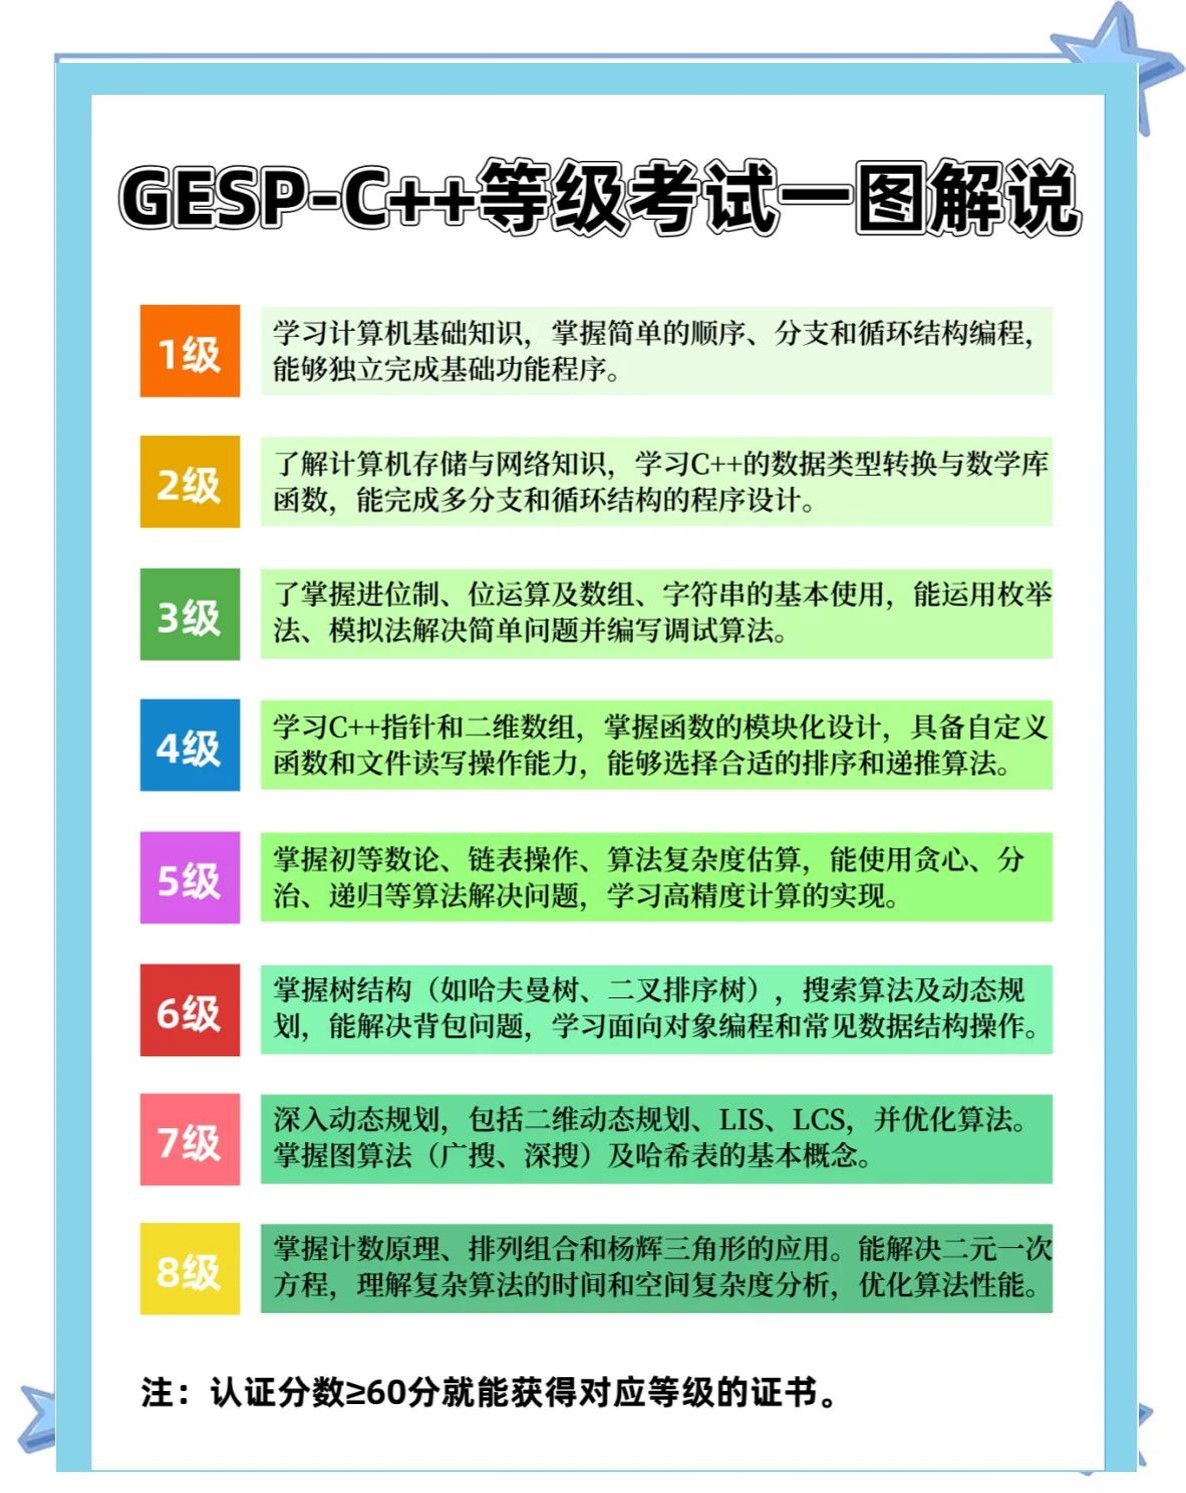 GESP-C++等级考试一图解说
1级
学习计算机基础知识，掌握简单的顺序、分支和循环结构编程，
能够独立完成基础功能程序。
2级
了解计算机存储与网络知识，学习C++的数据类型转换与数学库
函数，能完成多分支和循环结构的程序设计。
3级
了掌握进位制、位运算及数组、字符串的基本使用，能运用枚举
法、模拟法解决简单问题并编写调试算法。
4级
学习C++指针和二维数组，掌握函数的模块化设计，具备自定义
函数和文件读写操作能力，能够选择合适的排序和递推算法。
5级
掌握初等数论、链表操作、算法复杂度估算，能使用贪心、分
治、递归等算法解决问题，学习高精度计算的实现。
6级
掌握树结构（如哈夫曼树、二叉排序树），搜索算法及动态规
划，能解决背包问题，学习面向对象编程和常见数据结构操作。
7级
深入动态规划，包括二维动态规划、LIS、LCS，并优化算法。
掌握图算法（广搜、深搜）及哈希表的基本概念。
8级
掌握计数原理、排列组合和杨辉三角形的应用。能解决二元一次
方程，理解复杂算法的时间和空间复杂度分析，优化算法性能。
注：认证分数≥60分就能获得对应等级的证书。